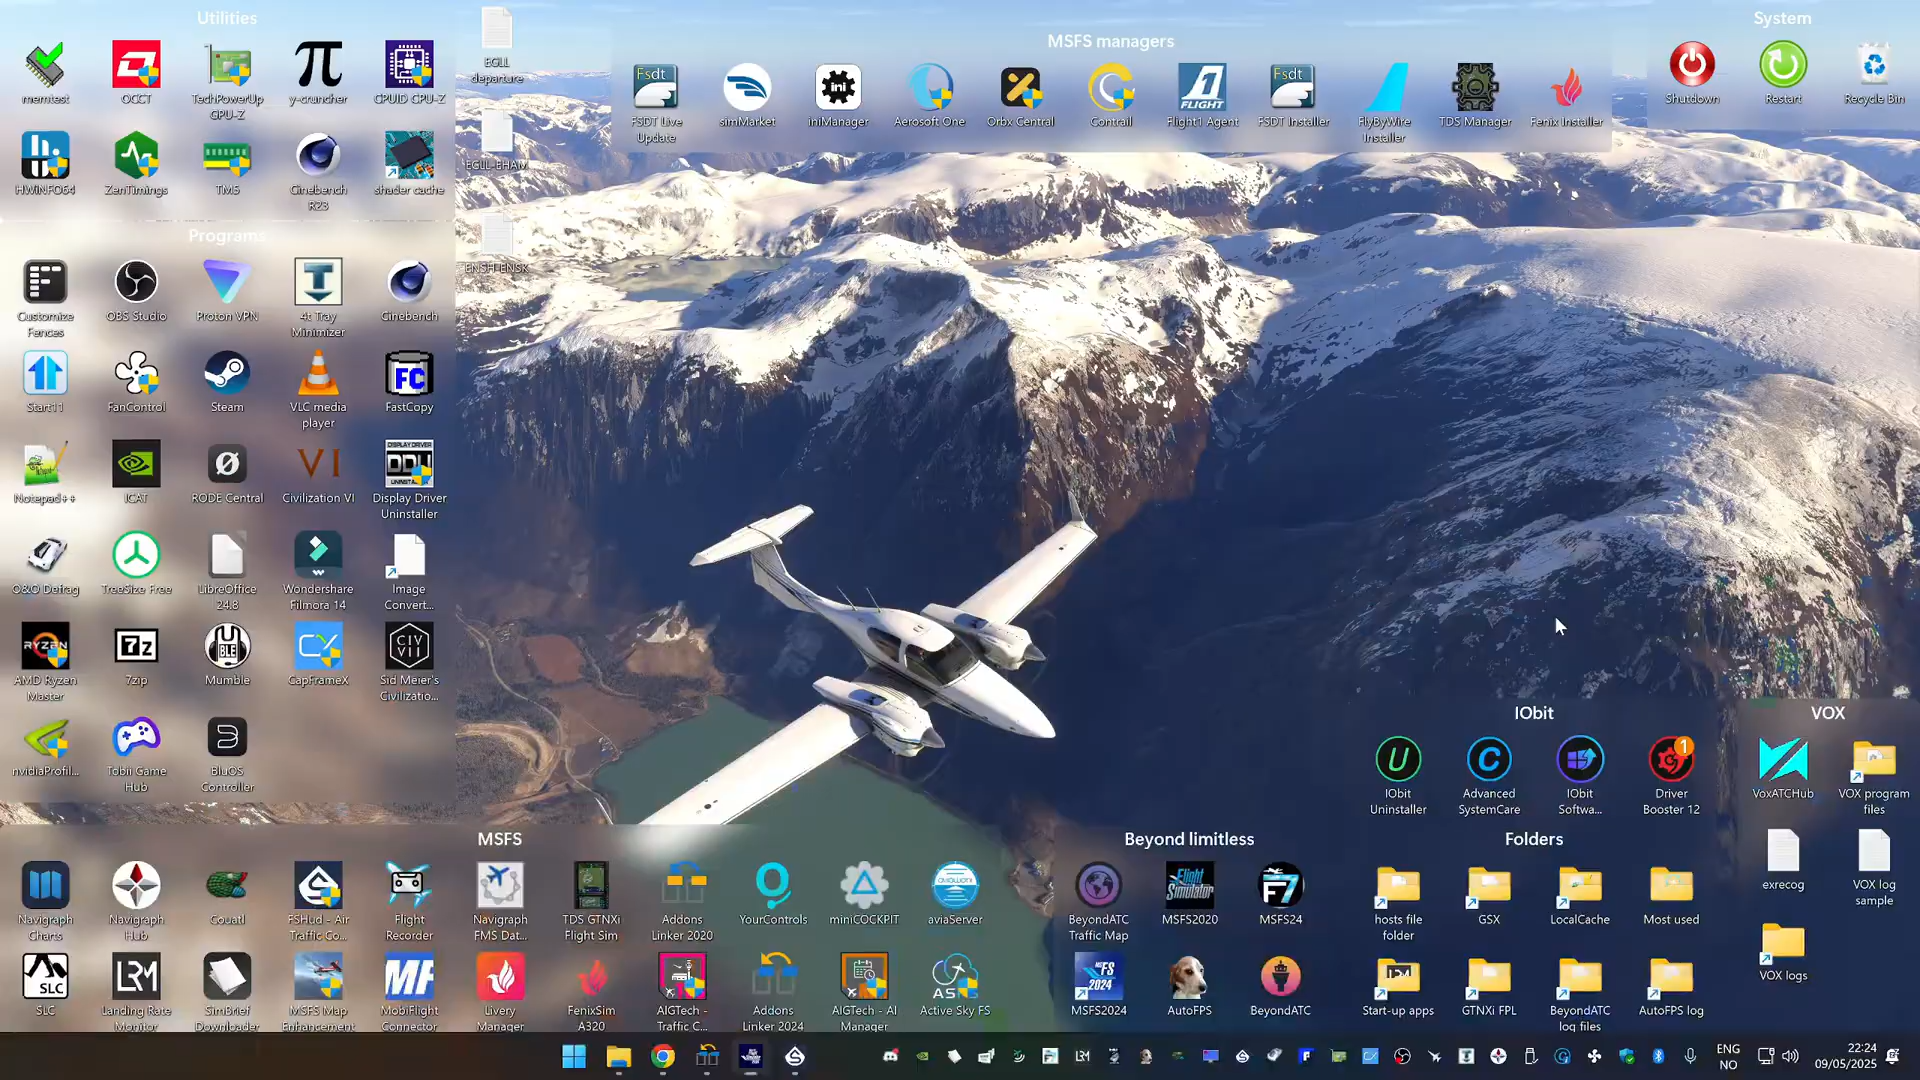 Utilities
memtest
OCCT
TechPowerUp
GPU-Z
y-cruncher
CPUID CPU-Z
HWiNFO64
ZenTimings
TM5
Cinebench
R23
shader cache
Programs
Customize
Fences
OBS Studio
Proton VPN
4t Tray
Minimizer
Cinebench
Start11
FanControl
Steam
VLC media
player
FastCopy
Notepad++
ICAT
RODE Central
Civilization VI
Display Driver
Uninstaller
O&O Defrag
TreeSize Free
LibreOffice
24.8
Wondershare
Filmora 14
Image
Convert...
AMD Ryzen
Master
7zip
Mumble
CapFrameX
Sid Meier's
Civilizatio...
nvidiaProfil...
Tobii Game
Hub
BluOS
Controller
EGLL
departure
EGLL-EHAM
ENSH-ENSK
MSFS managers
FSDT Live
Update
simMarket
iniManager
Aerosoft One
Orbx Central
Contrail
Flight1 Agent
FSDT Installer
FlyByWire
Installer
TDS Manager
Fenix Installer
System
Shutdown
Restart
Recycle Bin
IObit
IObit
Uninstaller
Advanced
SystemCare
IObit
Softwa...
Driver
Booster 12
VOX
VoxATCHub
VOX program
files
exrecog
VOX log
sample
VOX logs
MSFS
Navigraph
Charts
Navigraph
Hub
Couatl
FSHud - Air
Traffic Co...
Flight
Recorder
Navigraph
FMS Dat...
TDS GTNXi
Flight Sim
Addons
Linker 2020
YourControls
miniCOCKPIT
aviaServer
SLC
Landing Rate
Monitor
SimBrief
Downloader
MSFS Map
Enhancement
MobiFlight
Connector
Livery
Manager
FenixSim
A320
AIGTech -
Traffic C...
Addons
Linker 2024
AIGTech - AI
Manager
Active Sky FS
Beyond limitless
BeyondATC
Traffic Map
MSFS2020
MSFS24
MSFS2024
AutoFPS
BeyondATC
Folders
hosts file
folder
GSX
LocalCache
Most used
Start-up apps
GTNXi FPL
BeyondATC
log files
AutoFPS log
ENG
NO
22:24
09/05/2025